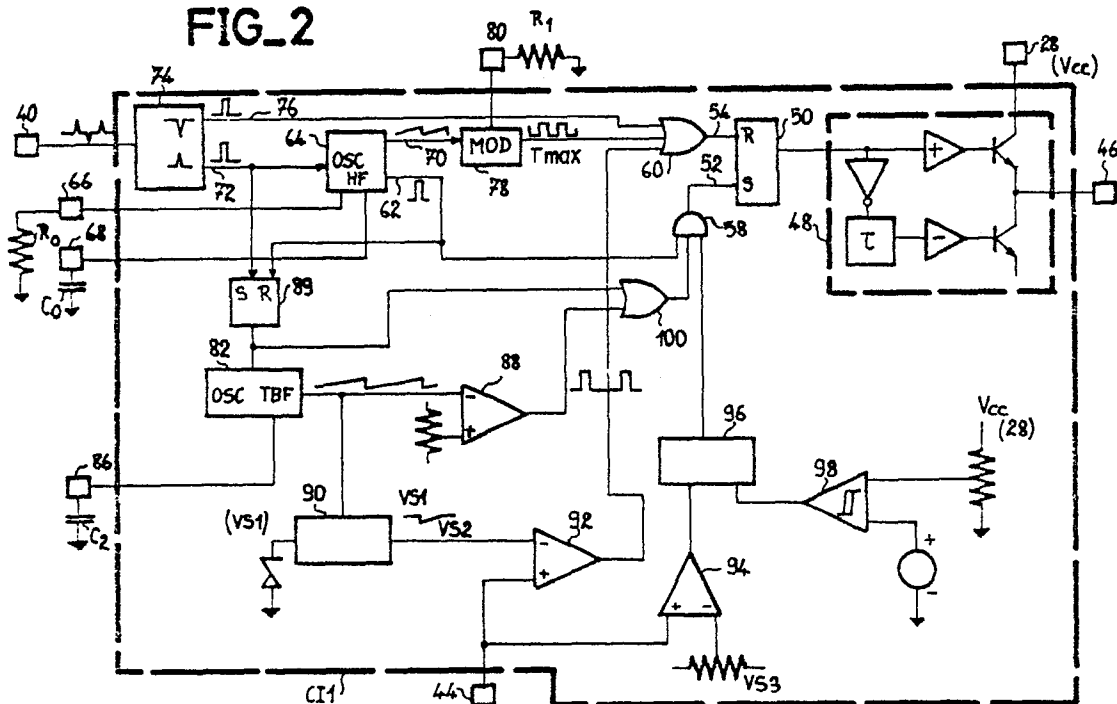 FIG_2
80
R1
28
(Vcc)
74
40
76
64
OSC
HF
70
MOD
78
Tmax
60
54
R
S
50
52
46
66
72
62
58
48
τ
+
-
R0
68
C0
S R
89
100
82
OSC TBF
88
-
+
96
Vcc
(28)
98
86
C2
90
(VS1)
VS1
VS2
92
-
+
94
+ -
+
-
VS3
CI1
44